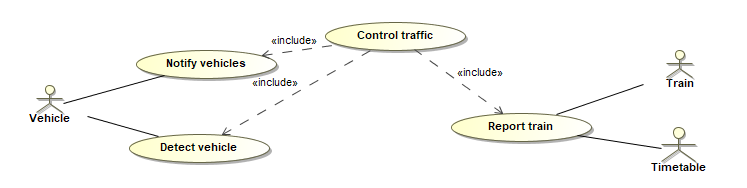 Control traffic
«include»
Notify vehicles
«include»
«include»
Train
Vehicle
Report train
Detect vehicle
Timetable